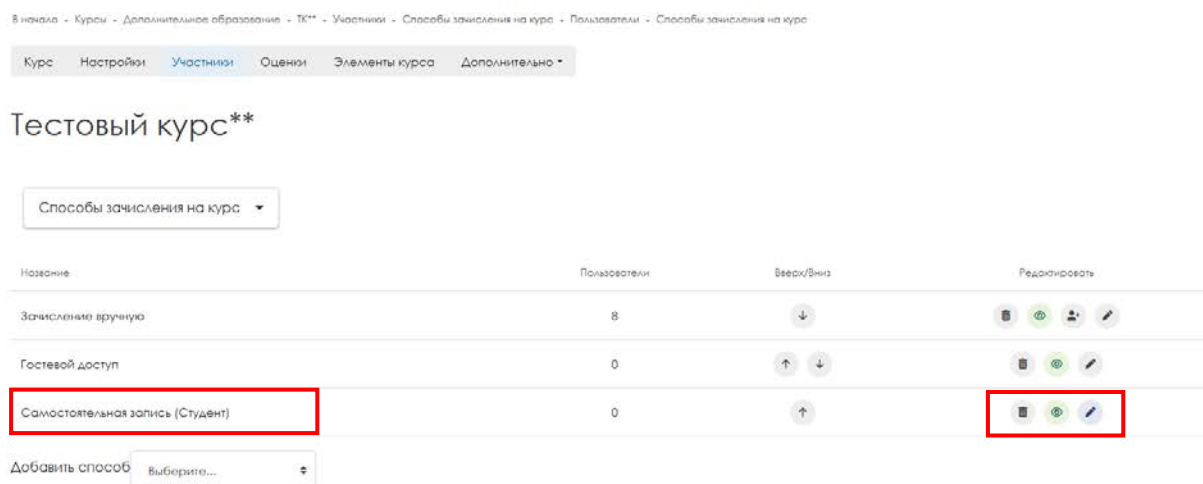 В начало - Курсы - Дополнительное образование - ТК** - Участники - Способы зачисления на курс - Пользователи - Способы зачисления на курс
Курс Настройки Участники Оценки Элементы курса Дополнительно
Тестовый курс**
Способы зачисления на курс
Название Пользователи Вверх/Вниз Редактировать
Зачисление вручную 8
Гостевой доступ 0
Самостоятельная запись (Студент) 0
Добавить способ Выберите...